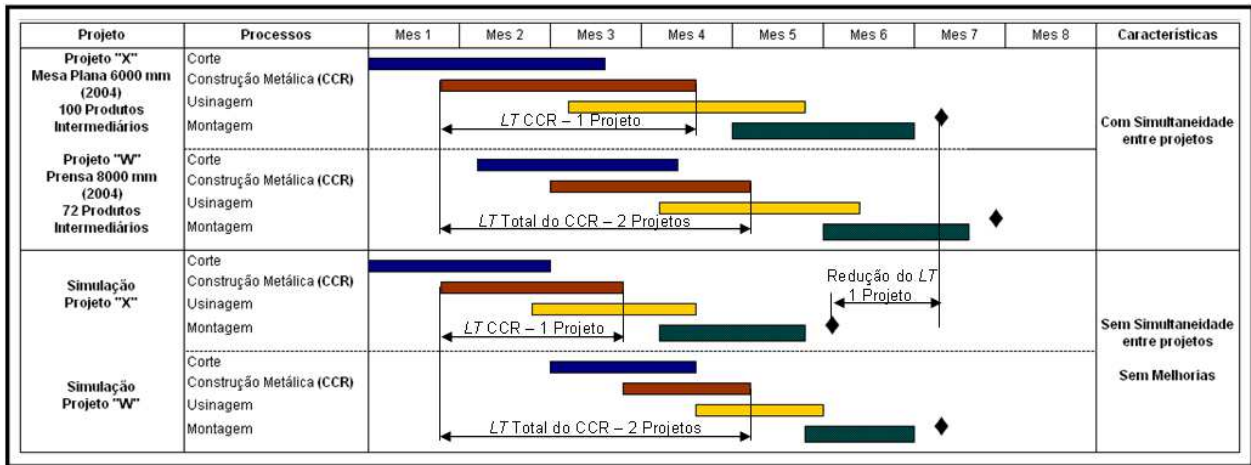 Projeto Processos Mes 1 Mes 2 Mes 3 Mes 4 Mes 5 Mes 6 Mes 7 Mes 8 Características
Projeto "X"
Mesa Plana 6000 mm
(2004)
100 Produtos
Intermediários
Corte
Construção Metálica (CCR)
Usinagem
Montagem
LT CCR – 1 Projeto
Com Simultaneidade
entre projetos
Projeto "W"
Prensa 8000 mm
(2004)
72 Produtos
Intermediários
Corte
Construção Metálica (CCR)
Usinagem
Montagem
LT Total do CCR – 2 Projetos
Simulação
Projeto "X"
Corte
Construção Metálica (CCR)
Usinagem
Montagem
LT CCR – 1 Projeto
Redução do LT
1 Projeto
Sem Simultaneidade
entre projetos
Sem Melhorias
Simulação
Projeto "W"
Corte
Construção Metálica (CCR)
Usinagem
Montagem
LT Total do CCR – 2 Projetos